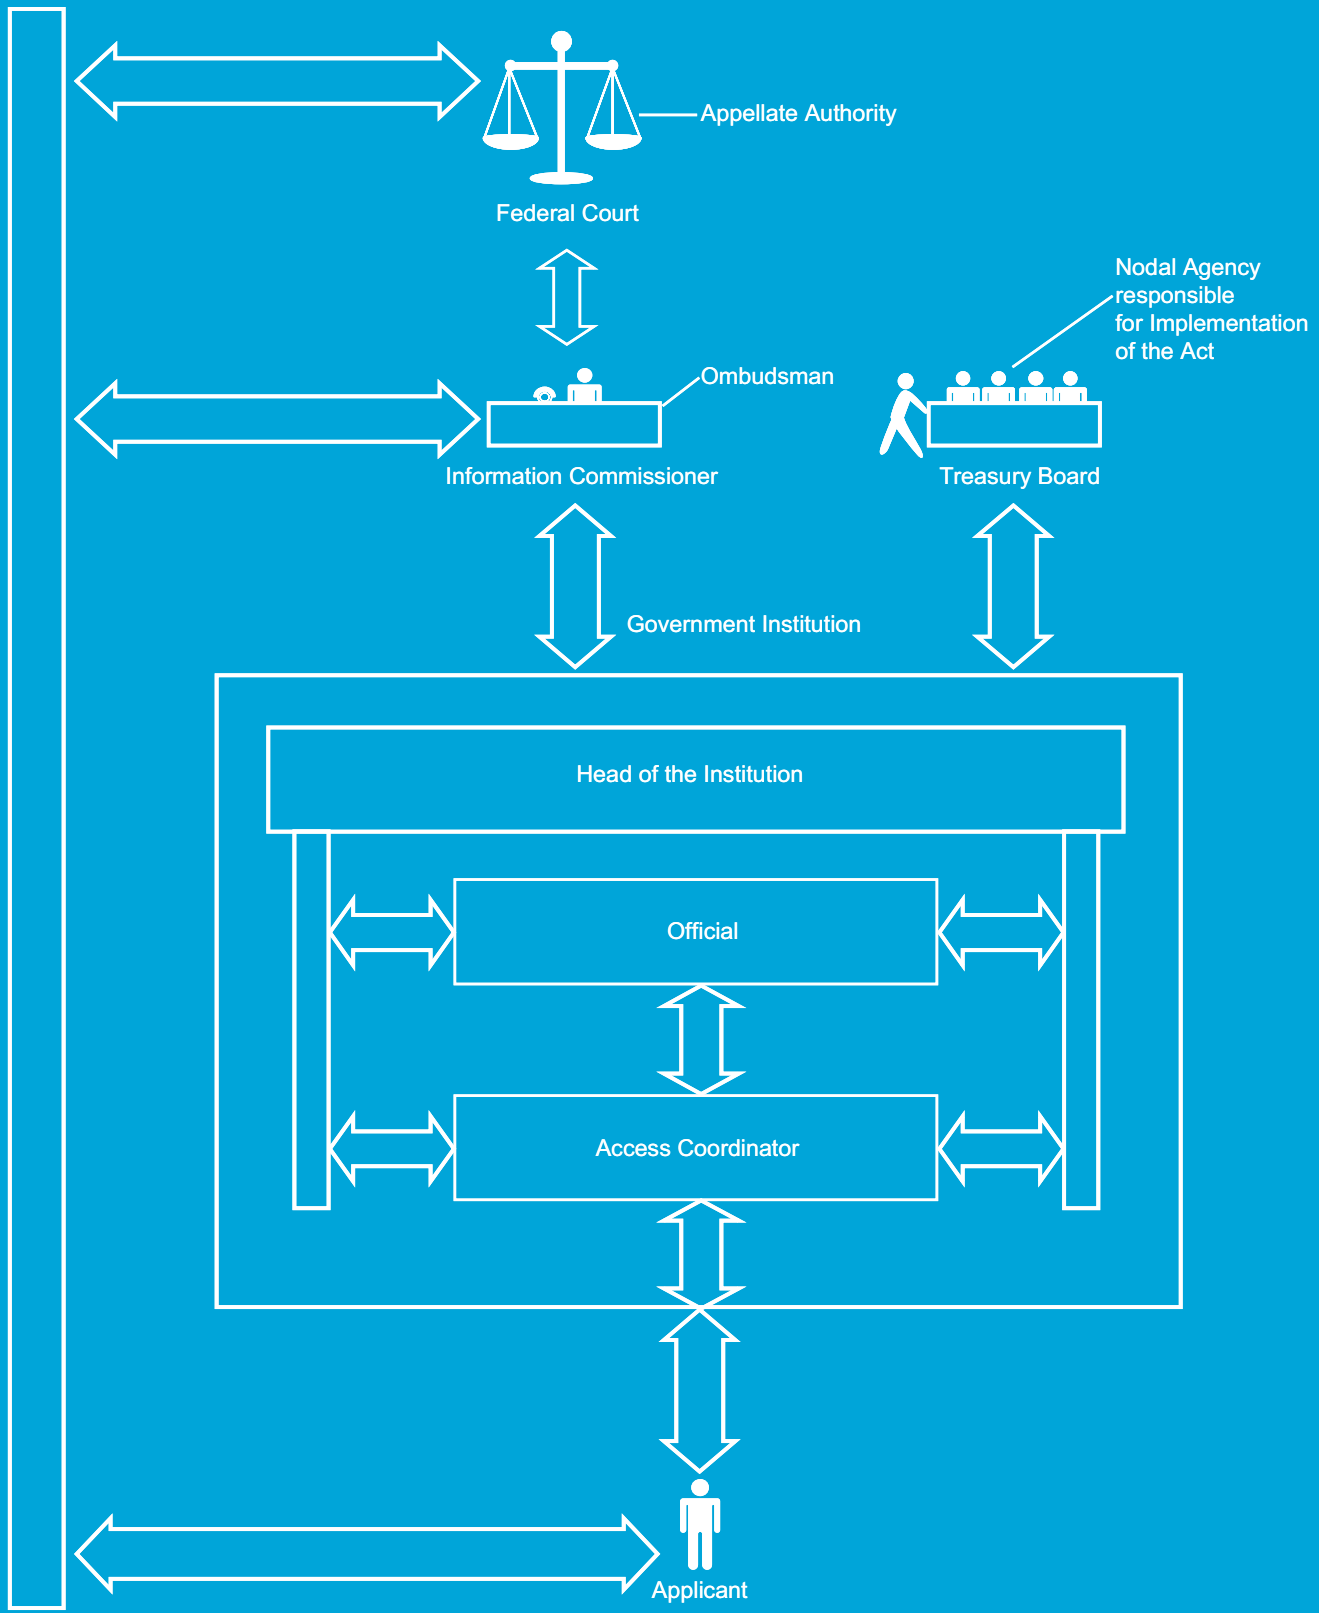 Appellate Authority
Federal Court
Nodal Agency
responsible
for Implementation
of the Act
Ombudsman
Information Commissioner
Treasury Board
Government Institution
Head of the Institution
Official
Access Coordinator
Applicant